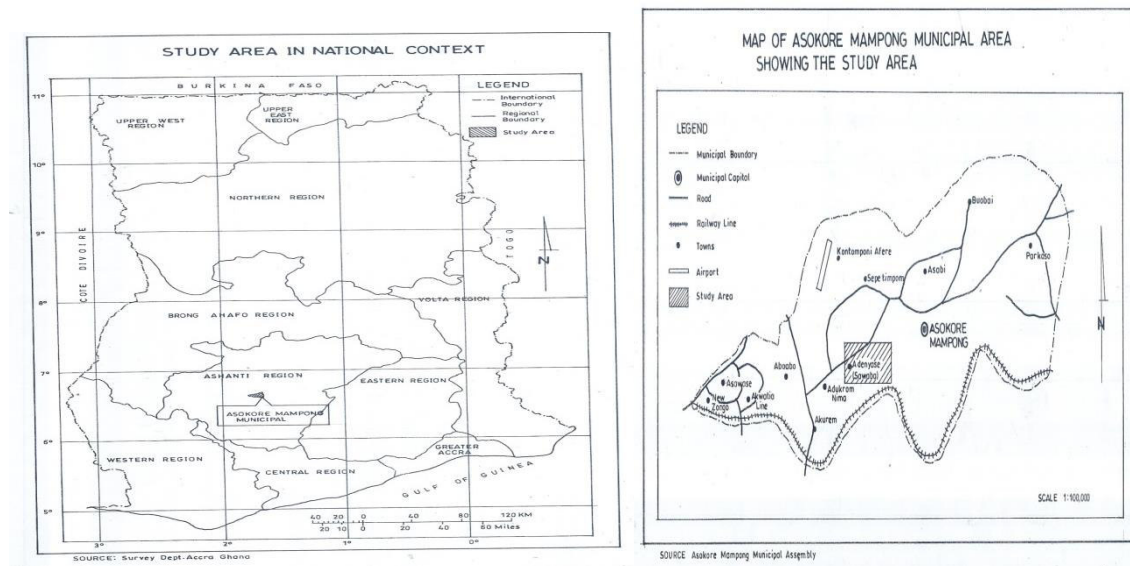 STUDY AREA IN NATIONAL CONTEXT
BURKINA FASO
LEGEND
International
Boundary
Regional
Boundary
Study Area
11°
10°
9°
8°
7°
6°
5°
UPPER WEST
REGION
UPPER
EAST
REGION
NORTHERN REGION
COTE DIVOIRE
TOGO
N
VOLTA REGION
BRONG AHAFO REGION
ASHANTI REGION
EASTERN REGION
ASOKORE MAMPONG
MUNICIPAL
WESTERN REGION
CENTRAL REGION
GREATER
ACCRA
GULF OF GUINEA
40 20 0 40 80 120 KM
20 10 0 20 40 80 Miles
3° 2° 1° 0°
SOURCE: Survey Dept. Accra Ghana
MAP OF ASOKORE MAMPONG MUNICIPAL AREA
SHOWING THE STUDY AREA
LEGEND
Municipal Boundary
Municipal Capital
Road
Railway Line
Towns
Airport
Study Area
Buobai
Kontomponi Afere
Parkoso
Sepetimpom
Asabi
ASOKORE
MAMPONG
N
Adenyase
(Sawaba)
Aboabo
Asawase
Adukrom
Nima
New
Zongo
Akwatia
Line
Akurem
SCALE 1:100,000
SOURCE Asokore Mampong Municipal Assembly